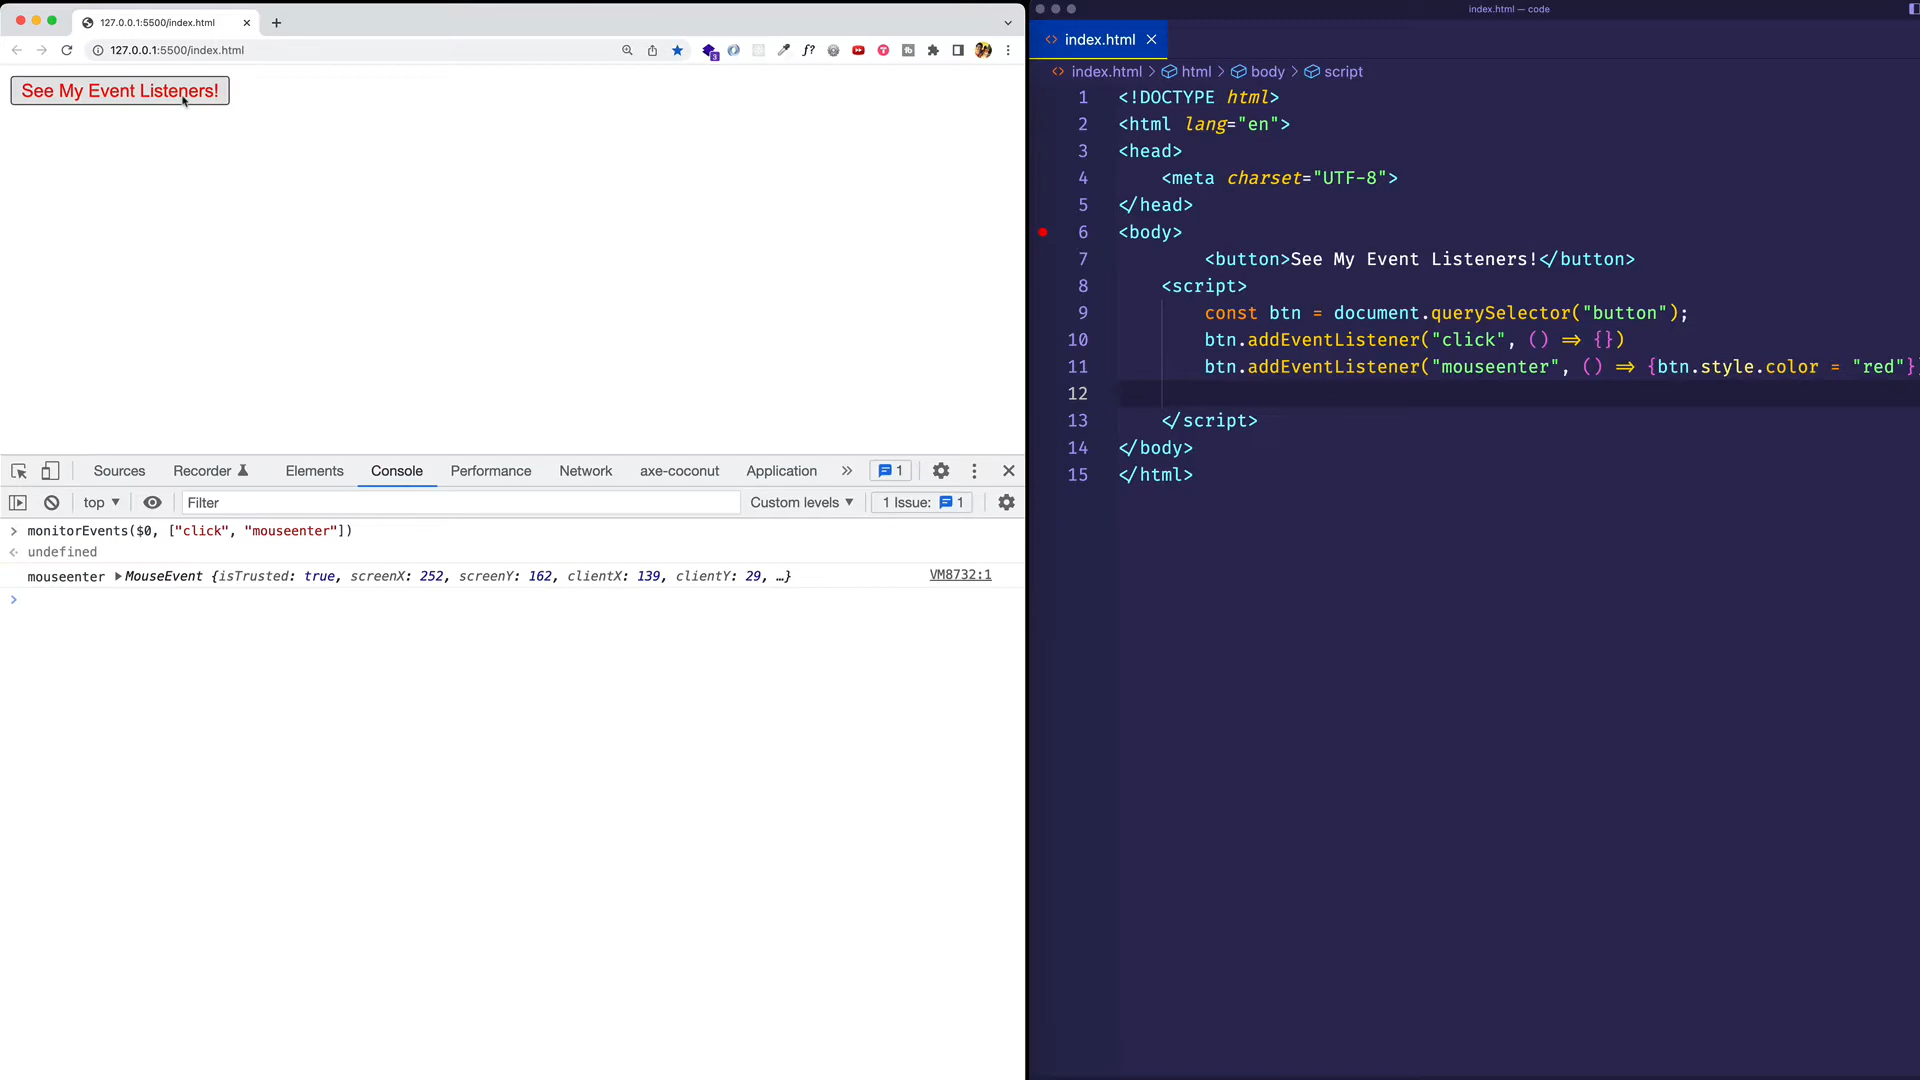 127.0.0.1:5500/index.html
127.0.0.1:5500/index.html
f?
3
See My Event Listeners!
Sources
Recorder
Elements
Console
Performance
Network
axe-coconut
Application
»
1
top
Filter
Custom levels
1 Issue: 1
> monitorEvents($0, ["click", "mouseenter"])
undefined
mouseenter MouseEvent {isTrusted: true, screenX: 252, screenY: 162, clientX: 139, clientY: 29, …}
VM8732:1
>
index.html — code
index.html
index.html > html > body > script
1 <!DOCTYPE html>
2 <html lang="en">
3 <head>
4 <meta charset="UTF-8">
5 </head>
6 <body>
7 <button>See My Event Listeners!</button>
8 <script>
9 const btn = document.querySelector("button");
10 btn.addEventListener("click", () => {})
11 btn.addEventListener("mouseenter", () => {btn.style.color = "red"}
12
13 </script>
14 </body>
15 </html>